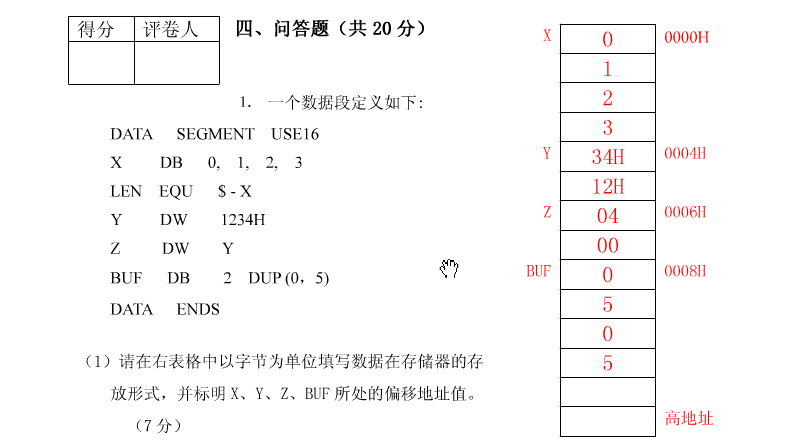 得分 评卷人
四、问答题（共 20 分）
1. 一个数据段定义如下:
DATA SEGMENT USE16
X DB 0, 1, 2, 3
LEN EQU $ - X
Y DW 1234H
Z DW Y
BUF DB 2 DUP (0，5)
DATA ENDS
（1）请在右表格中以字节为单位填写数据在存储器的存
放形式，并标明 X、Y、Z、BUF 所处的偏移地址值。
（7 分）
X 0 0000H
1
2
3
Y 34H 0004H
12H
Z 04 0006H
00
BUF 0 0008H
5
0
5
高地址